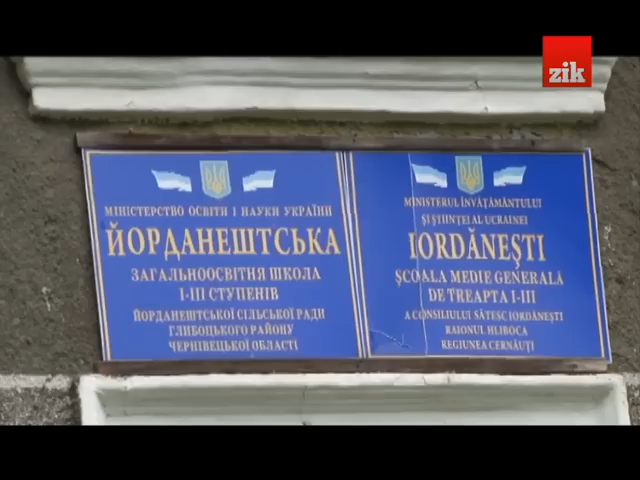 zik
МІНІСТЕРСТВО ОСВІТИ І НАУКИ УКРАЇНИ
ЙОРДАНЕШТСЬКА
ЗАГАЛЬНООСВІТНЯ ШКОЛА
І-ІІІ СТУПЕНІВ
ЙОРДАНЕШТСЬКОЇ СІЛЬСЬКОЇ РАДИ
ГЛИБОЦЬКОГО РАЙОНУ
ЧЕРНІВЕЦЬКОЇ ОБЛАСТІ
MINISTERUL ÎNVĂŢĂMÂNTULUI
ŞI ŞTIINŢEI AL UCRAINEI
IORDĂNEŞTI
ŞCOALA MEDIE GENERALĂ
DE TREAPTA I-III
A CONSILIULUI SĂTESC IORDĂNEŞTI
RAIONUL HLIBOCA
REGIUNEA CERNĂUŢI